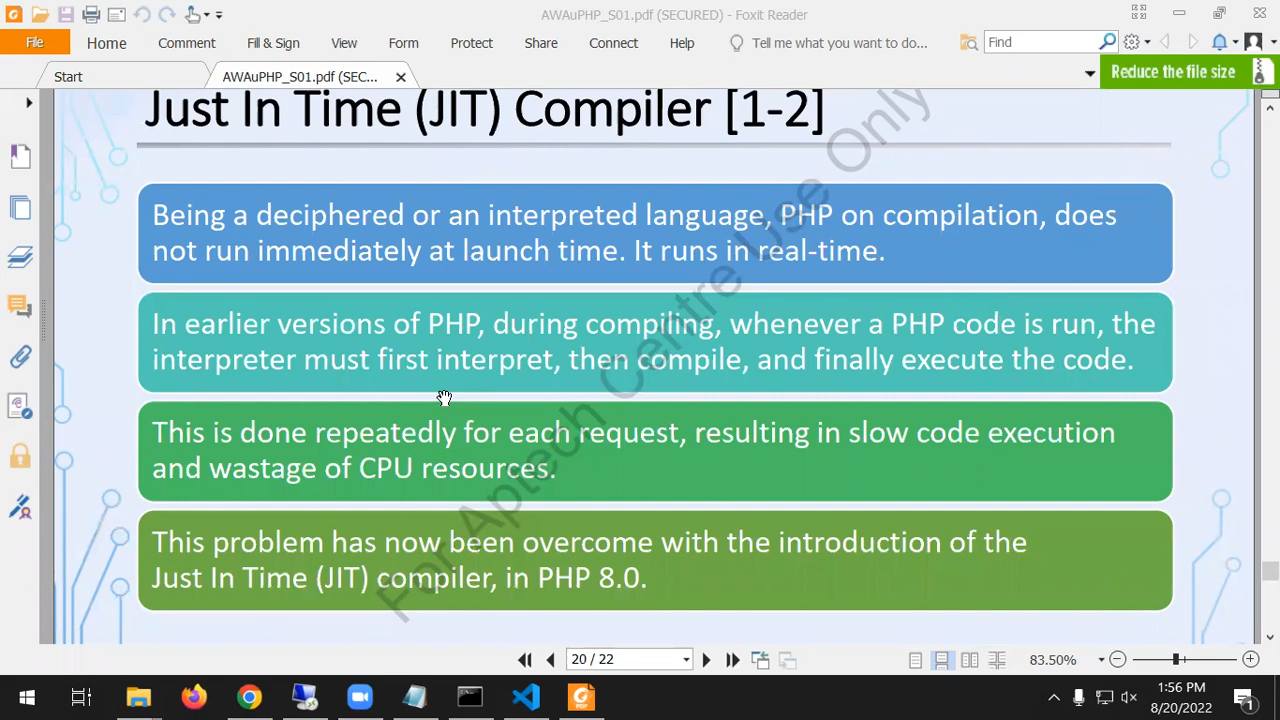 AWAuPHP_S01.pdf (SECURED) - Foxit Reader
File Home Comment Fill & Sign View Form Protect Share Connect Help Tell me what you want to do... Find
Start AWAuPHP_S01.pdf (SEC... Reduce the file size
Just In Time (JIT) Compiler [1-2]
Being a deciphered or an interpreted language, PHP on compilation, does
not run immediately at launch time. It runs in real-time.
In earlier versions of PHP, during compiling, whenever a PHP code is run, the
interpreter must first interpret, then compile, and finally execute the code.
This is done repeatedly for each request, resulting in slow code execution
and wastage of CPU resources.
This problem has now been overcome with the introduction of the
Just In Time (JIT) compiler, in PHP 8.0.
For Aptech Centre Use Only
20 / 22 83.50%
1:56 PM
8/20/2022
1